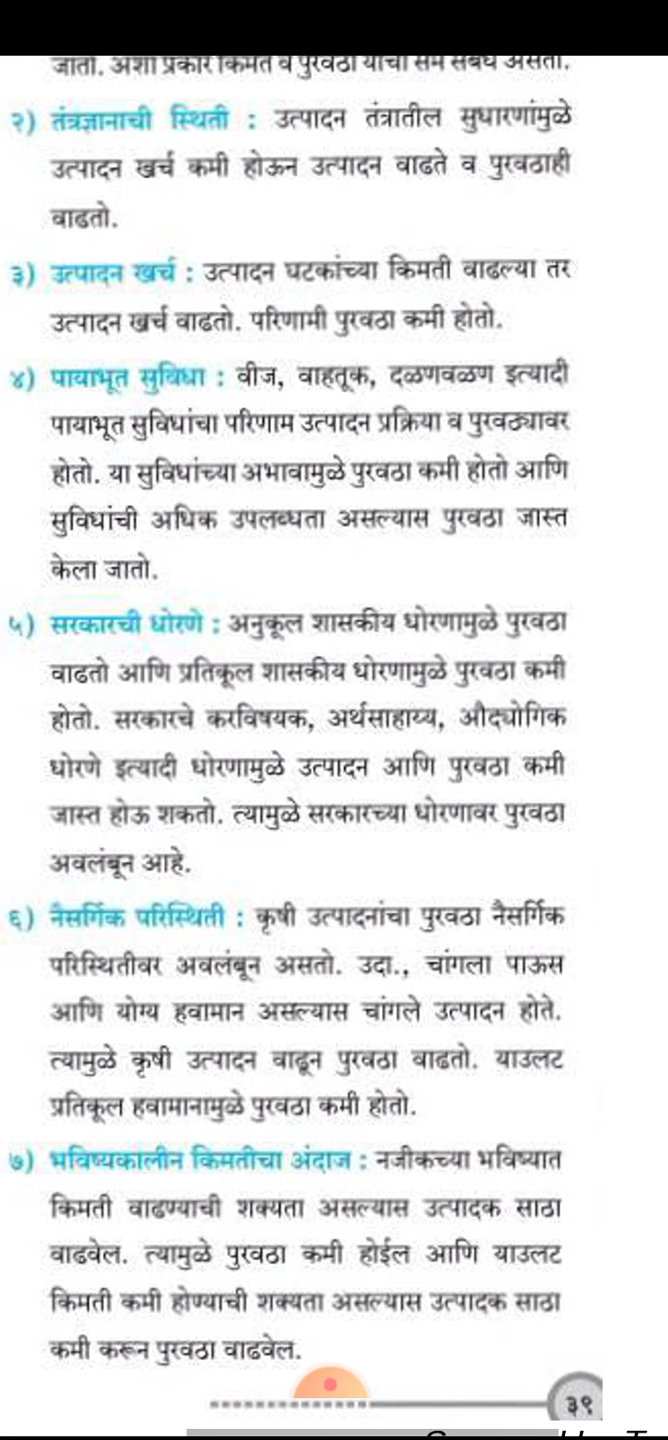 जातो. अशा प्रकारे किंमत व पुरवठा यांचा सम संबंध असतो.
२) तंत्रज्ञानाची स्थिती : उत्पादन तंत्रातील सुधारणांमुळे
उत्पादन खर्च कमी होऊन उत्पादन वाढते व पुरवठाही
वाढतो.
३) उत्पादन खर्च : उत्पादन घटकांच्या किमती वाढल्या तर
उत्पादन खर्च वाढतो. परिणामी पुरवठा कमी होतो.
४) पायाभूत सुविधा : वीज, वाहतूक, दळणवळण इत्यादी
पायाभूत सुविधांचा परिणाम उत्पादन प्रक्रिया व पुरवठ्यावर
होतो. या सुविधांच्या अभावामुळे पुरवठा कमी होतो आणि
सुविधांची अधिक उपलब्धता असल्यास पुरवठा जास्त
केला जातो.
५) सरकारची धोरणे : अनुकूल शासकीय धोरणामुळे पुरवठा
वाढतो आणि प्रतिकूल शासकीय धोरणामुळे पुरवठा कमी
होतो. सरकारचे करविषयक, अर्थसाहाय्य, औद्योगिक
धोरणे इत्यादी धोरणामुळे उत्पादन आणि पुरवठा कमी
जास्त होऊ शकतो. त्यामुळे सरकारच्या धोरणावर पुरवठा
अवलंबून आहे.
६) नैसर्गिक परिस्थिती : कृषी उत्पादनांचा पुरवठा नैसर्गिक
परिस्थितीवर अवलंबून असतो. उदा., चांगला पाऊस
आणि योग्य हवामान असल्यास चांगले उत्पादन होते.
त्यामुळे कृषी उत्पादन वाढून पुरवठा वाढतो. याउलट
प्रतिकूल हवामानामुळे पुरवठा कमी होतो.
७) भविष्यकालीन किमतीचा अंदाज : नजीकच्या भविष्यात
किमती वाढण्याची शक्यता असल्यास उत्पादक साठा
वाढवेल. त्यामुळे पुरवठा कमी होईल आणि याउलट
किमती कमी होण्याची शक्यता असल्यास उत्पादक साठा
कमी करून पुरवठा वाढवेल.
३९